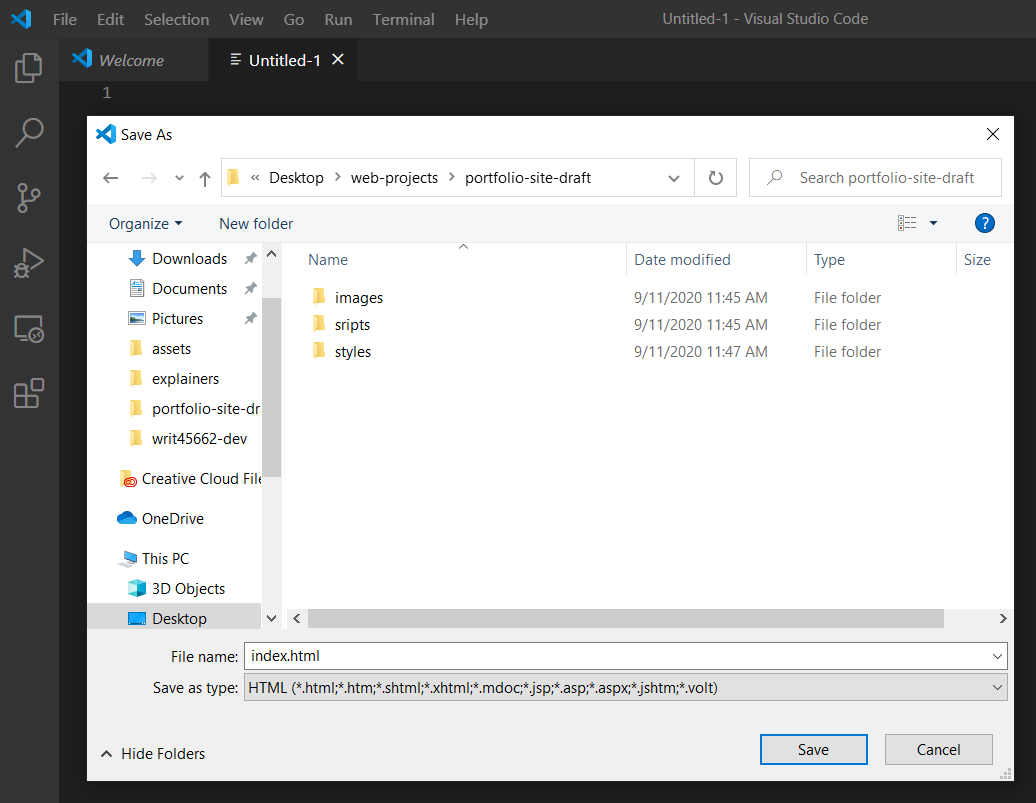 File Edit Selection View Go Run Terminal Help Untitled-1 - Visual Studio Code
Welcome Untitled-1
1
Save As
« Desktop > web-projects > portfolio-site-draft Search portfolio-site-draft
Organize New folder ?
Name Date modified Type Size
Downloads
Documents
Pictures
assets
explainers
portfolio-site-dr
writ45662-dev
Creative Cloud File
OneDrive
This PC
3D Objects
Desktop
images 9/11/2020 11:45 AM File folder
sripts 9/11/2020 11:45 AM File folder
styles 9/11/2020 11:47 AM File folder
File name: index.html
Save as type: HTML (*.html;*.htm;*.shtml;*.xhtml;*.mdoc;*.jsp;*.asp;*.aspx;*.jshtm;*.volt)
Hide Folders Save Cancel